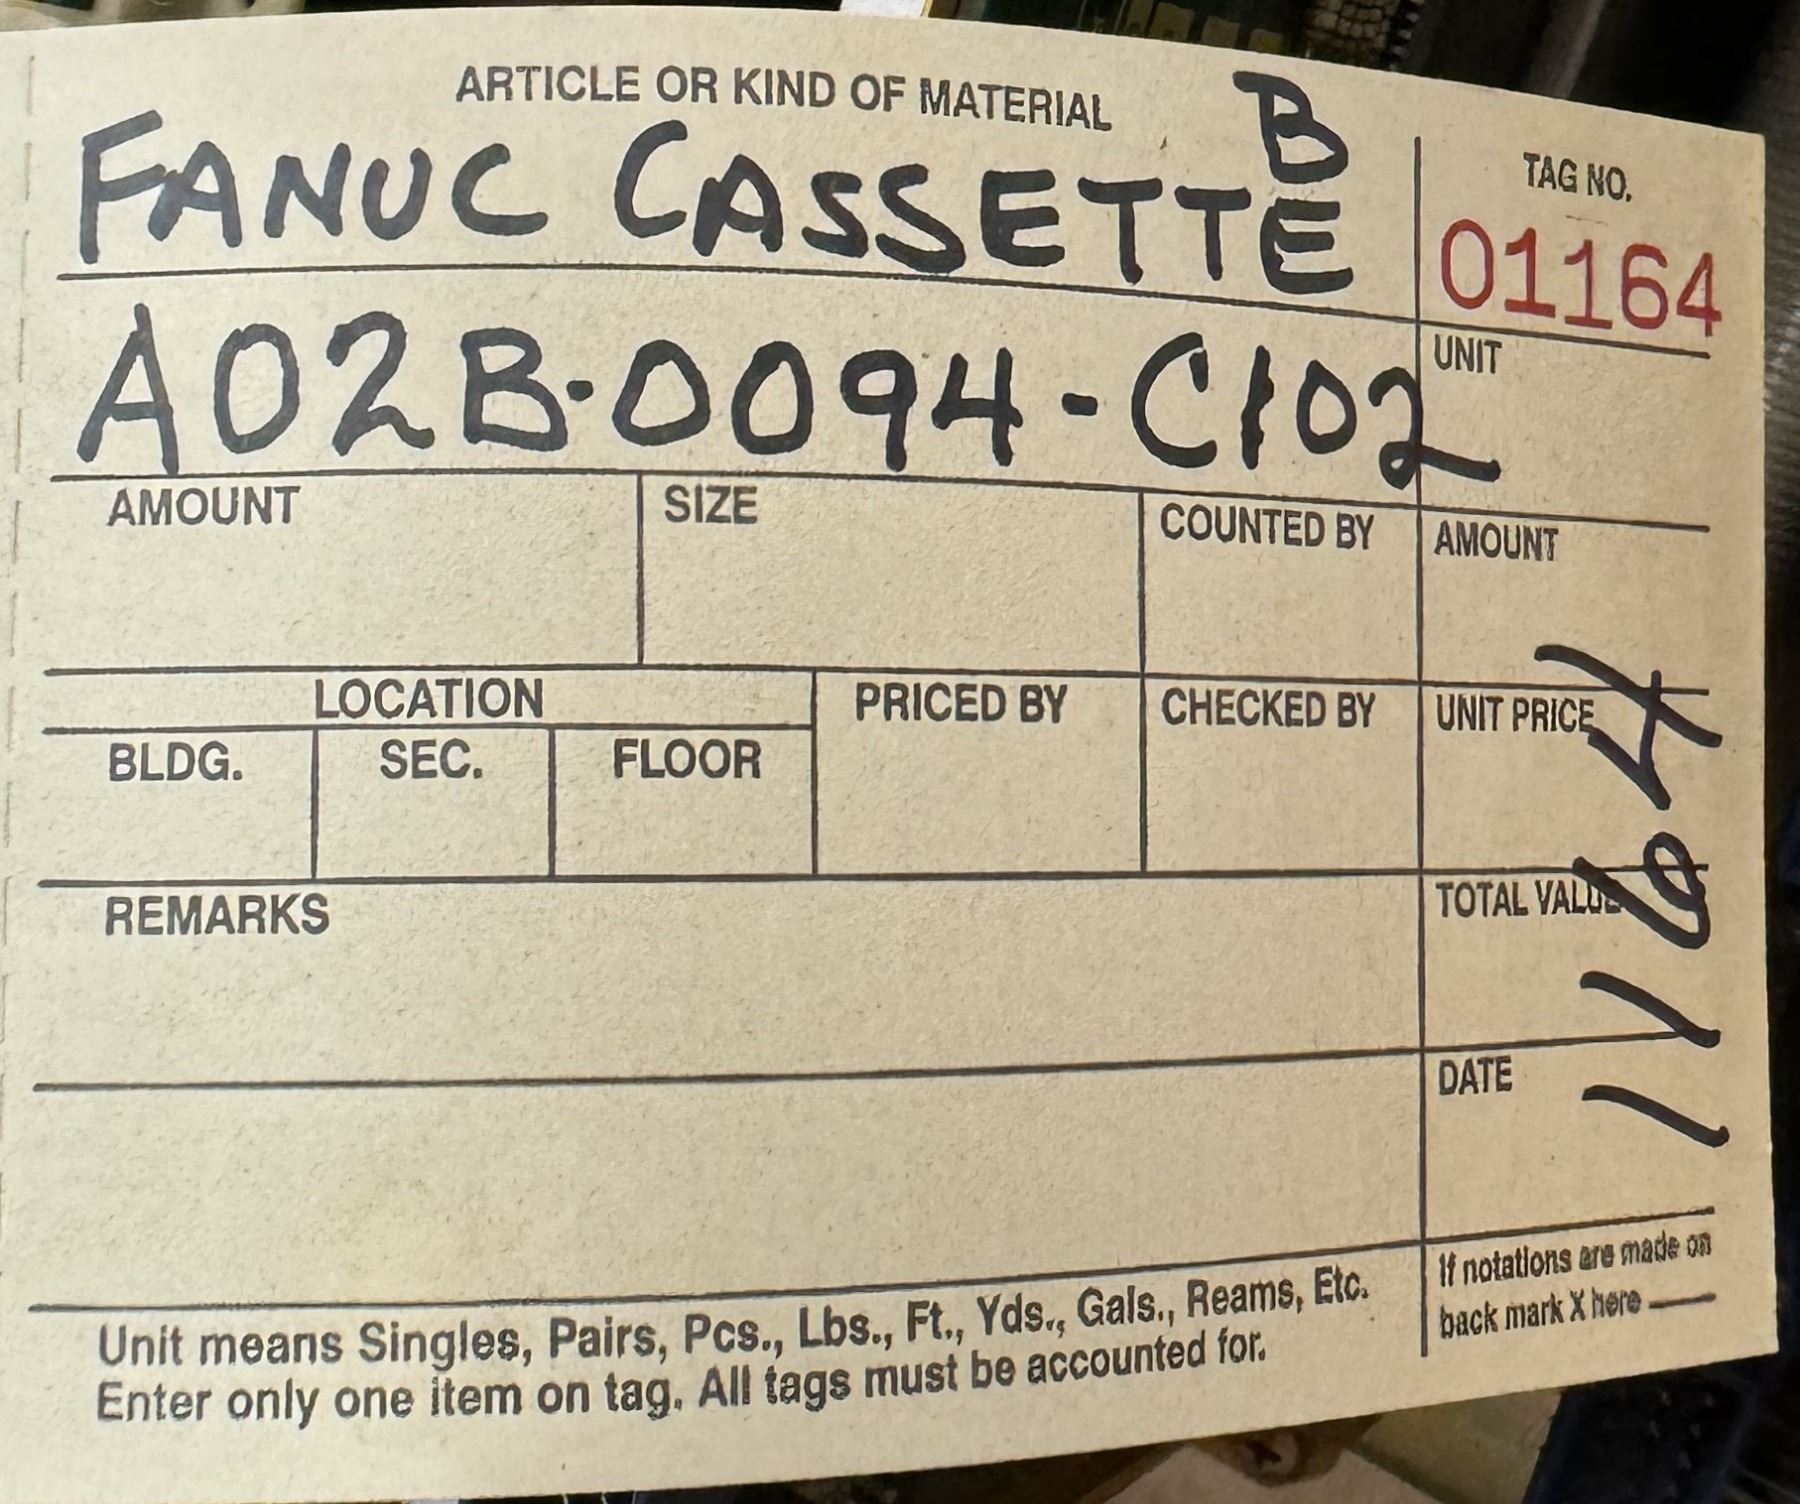 ARTICLE OR KIND OF MATERIAL
FANUC CASSETTE B
TAG NO.
01164
A02B-0094-C102
UNIT
AMOUNT
SIZE
COUNTED BY
AMOUNT
LOCATION
PRICED BY
CHECKED BY
UNIT PRICE
BLDG.
SEC.
FLOOR
1164
REMARKS
TOTAL VALUE
DATE
If notations are made on
back mark X here
Unit means Singles, Pairs, Pcs., Lbs., Ft., Yds., Gals., Reams, Etc.
Enter only one item on tag. All tags must be accounted for.